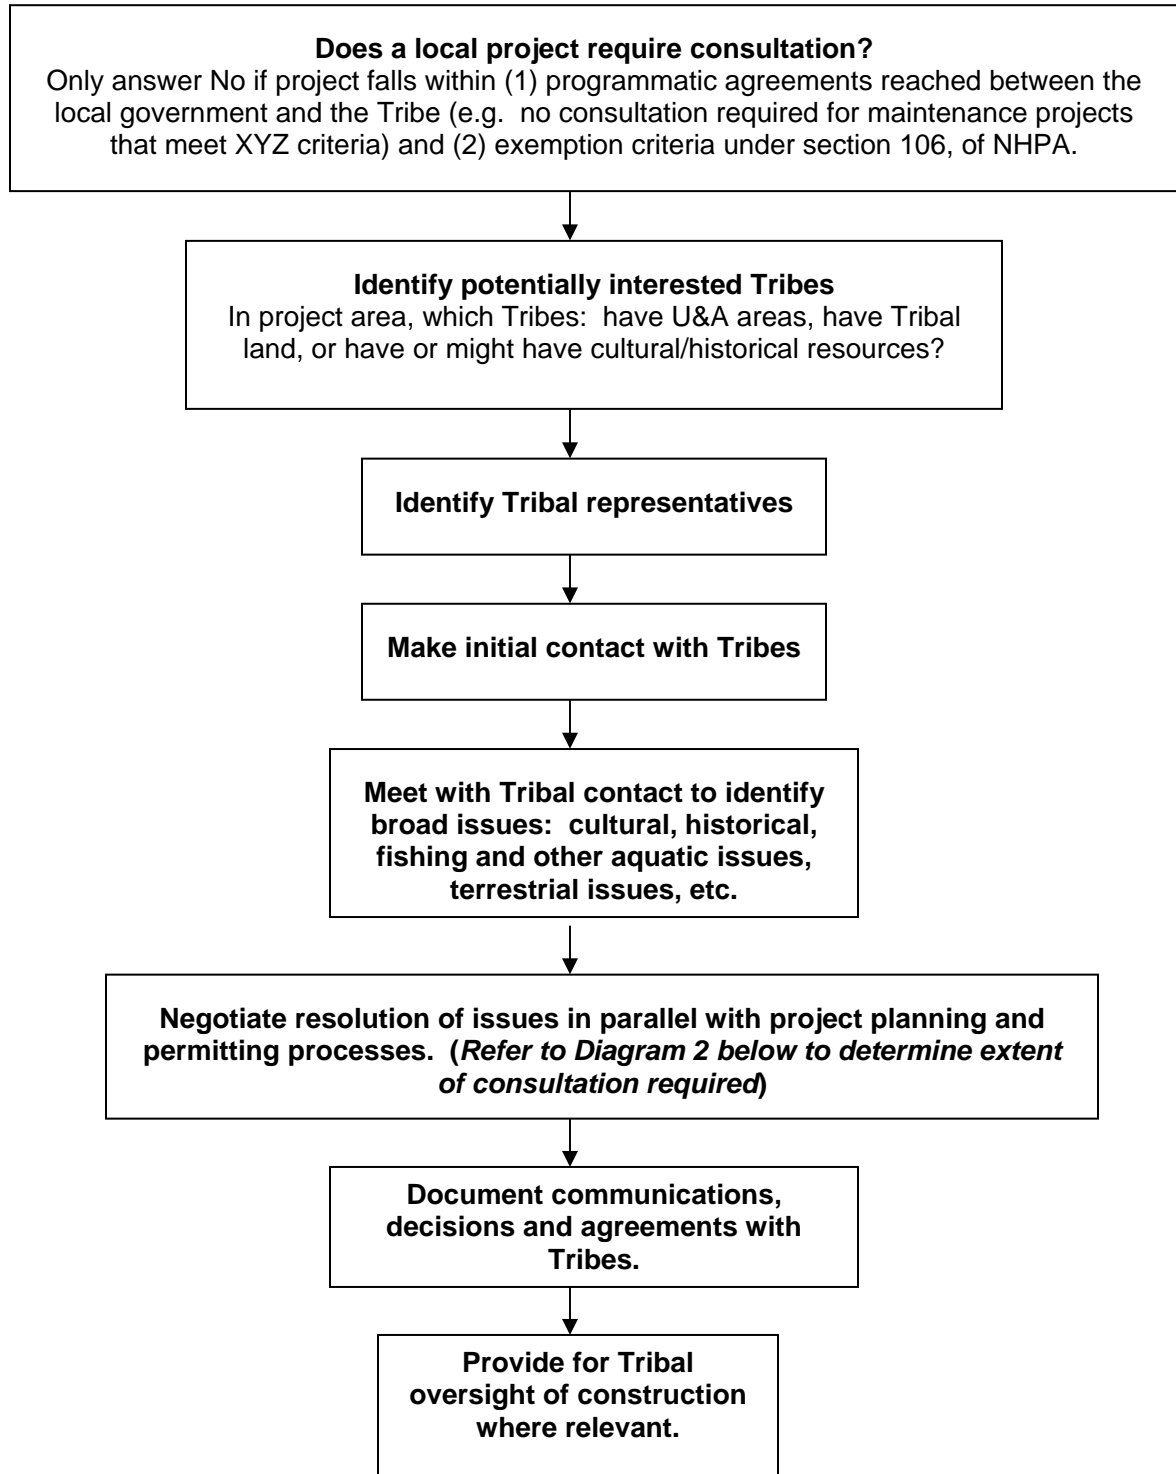 Does a local project require consultation?
Only answer No if project falls within (1) programmatic agreements reached between the
local government and the Tribe (e.g.  no consultation required for maintenance projects
that meet XYZ criteria) and (2) exemption criteria under section 106, of NHPA.
Identify potentially interested Tribes
In project area, which Tribes:  have U&A areas, have Tribal
land, or have or might have cultural/historical resources?
Identify Tribal representatives
Make initial contact with Tribes
Meet with Tribal contact to identify
broad issues:  cultural, historical,
fishing and other aquatic issues,
terrestrial issues, etc.
Negotiate resolution of issues in parallel with project planning and
permitting processes.  (Refer to Diagram 2 below to determine extent
of consultation required)
Document communications,
decisions and agreements with
Tribes.
Provide for Tribal
oversight of construction
where relevant.